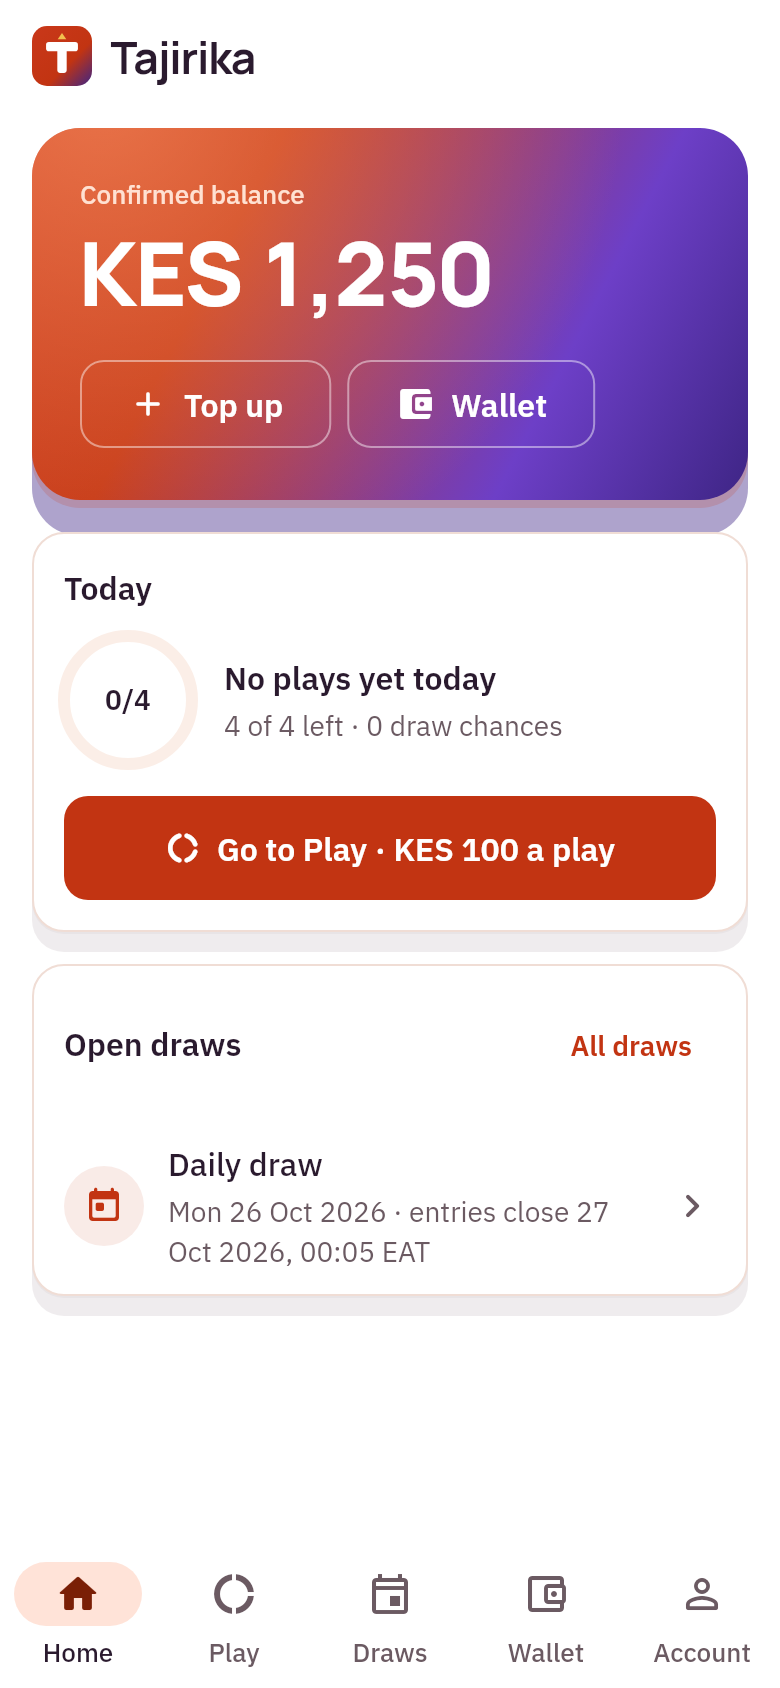 Tajirika
Confirmed balance
KES 1,250
Top up
Wallet
Today
0/4
No plays yet today
4 of 4 left · 0 draw chances
Go to Play · KES 100 a play
Open draws
All draws
Daily draw
Mon 26 Oct 2026 · entries close 27
Oct 2026, 00:05 EAT
Home
Play
Draws
Wallet
Account